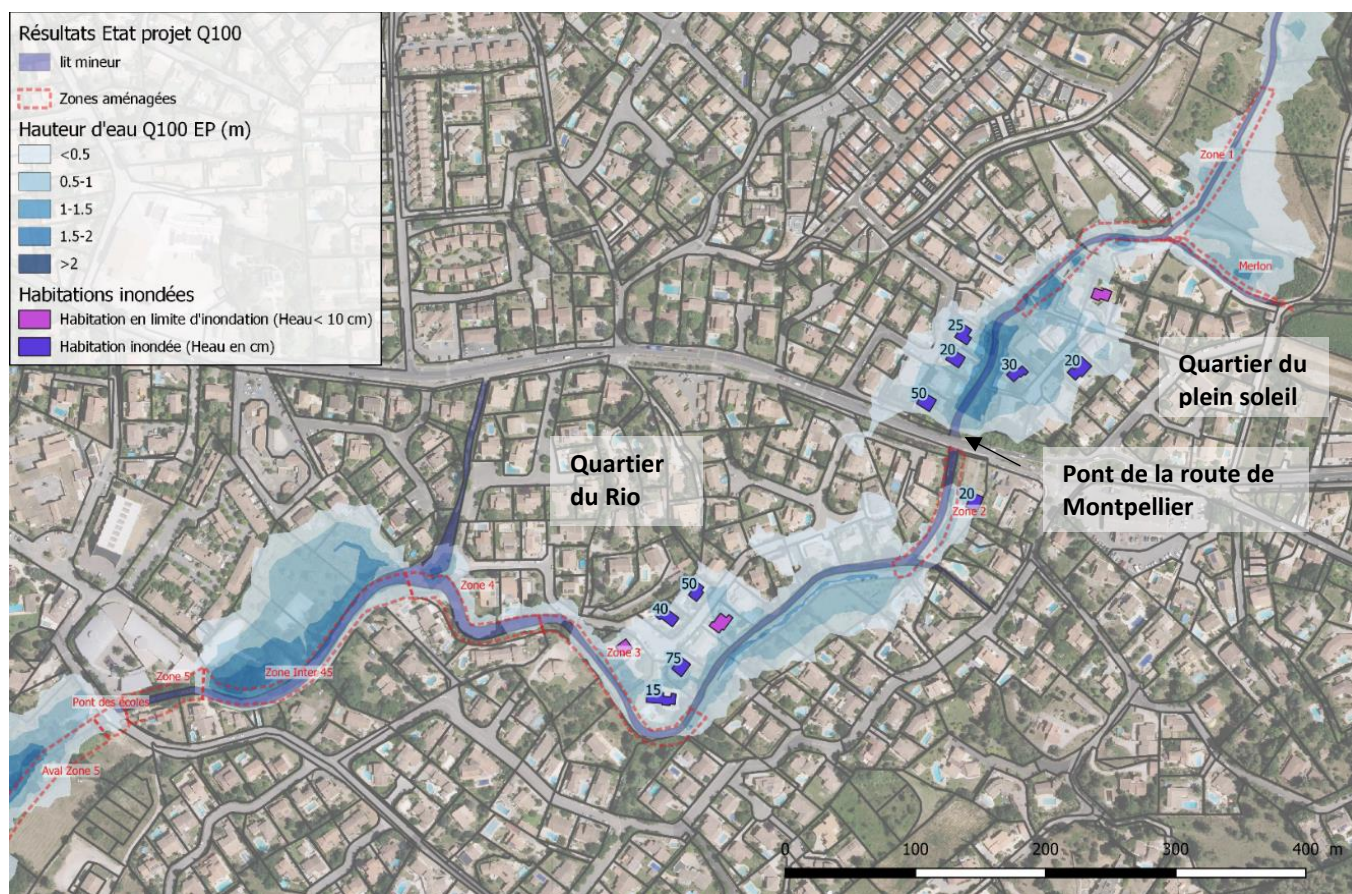 Résultats Etat projet Q100
lit mineur
Zones aménagées
Hauteur d'eau Q100 EP (m)
<0.5
0.5-1
1-1.5
1.5-2
>2
Habitations inondées
Habitation en limite d'inondation (Heau< 10 cm)
Habitation inondée (Heau en cm)
Zone 1
Merlon
25
20
30
20
50
Quartier du
plein soleil
Quartier
du Rio
Pont de la route de
Montpellier
20
Zone 2
50
40
Zone 4
Zone 3
75
15
Zone Inter 45
Zone 5
Pont des écoles
Aval Zone 5
0 100 200 300 400 m